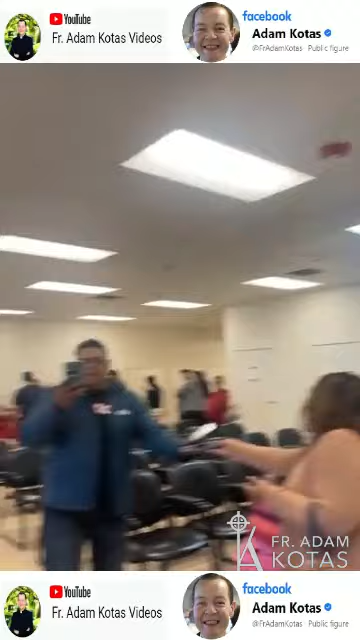 YouTube
Fr. Adam Kotas Videos
facebook
Adam Kotas
@FrAdamKotas · Public figure
FR. ADAM
KOTAS
YouTube
Fr. Adam Kotas Videos
facebook
Adam Kotas
@FrAdamKotas · Public figure